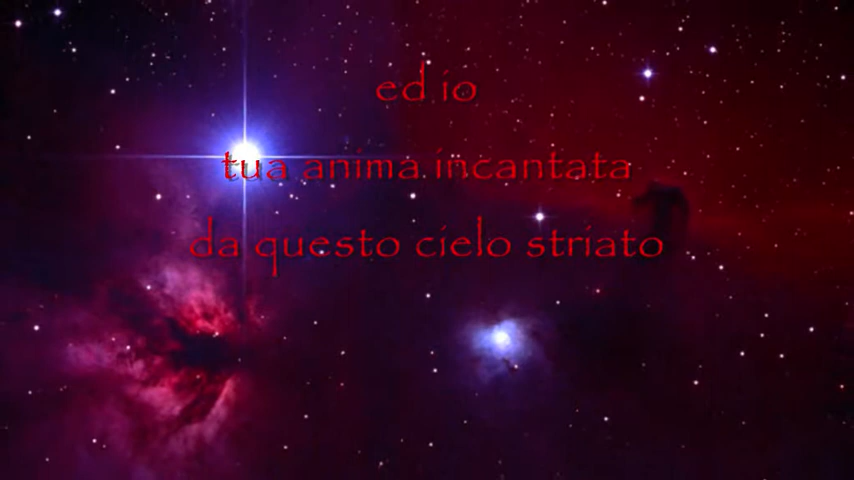 ed io
tua anima incantata
da questo cielo striato